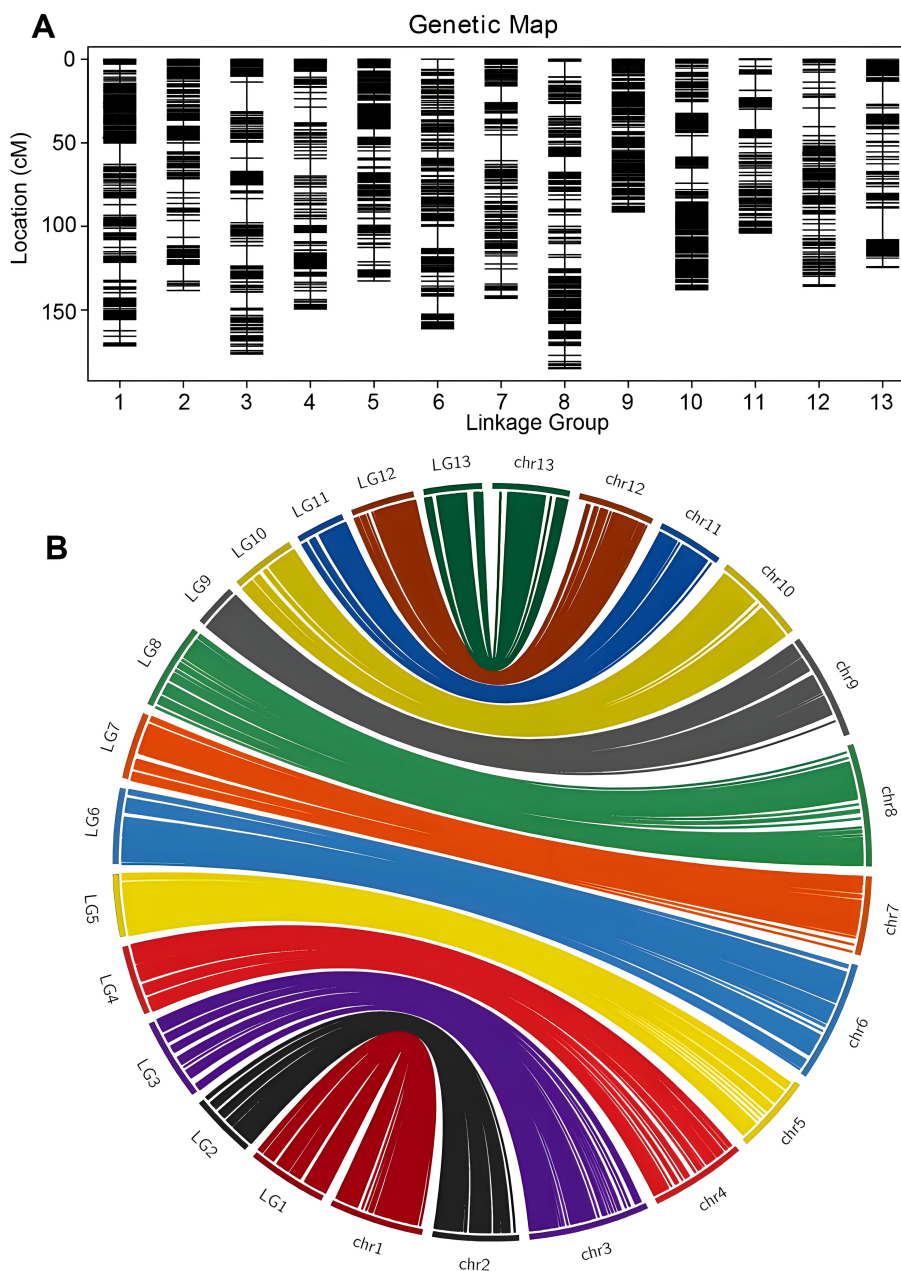 A
Genetic Map
Location (cM)
0
50
100
150
1 2 3 4 5 6 7 8 9 10 11 12 13
Linkage Group
B
LG13 chr13
LG12 chr12
LG11 chr11
LG10 chr10
LG9 chr9
LG8 chr8
LG7 chr7
LG6 chr6
LG5 chr5
LG4 chr4
LG3 chr3
LG2 chr2
LG1 chr1